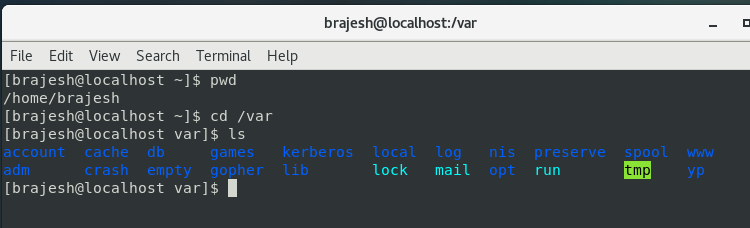 brajesh@localhost:/var
File Edit View Search Terminal Help
[brajesh@localhost ~]$ pwd
/home/brajesh
[brajesh@localhost ~]$ cd /var
[brajesh@localhost var]$ ls
account cache db games kerberos local log nis preserve spool www
adm crash empty gopher lib lock mail opt run tmp yp
[brajesh@localhost var]$